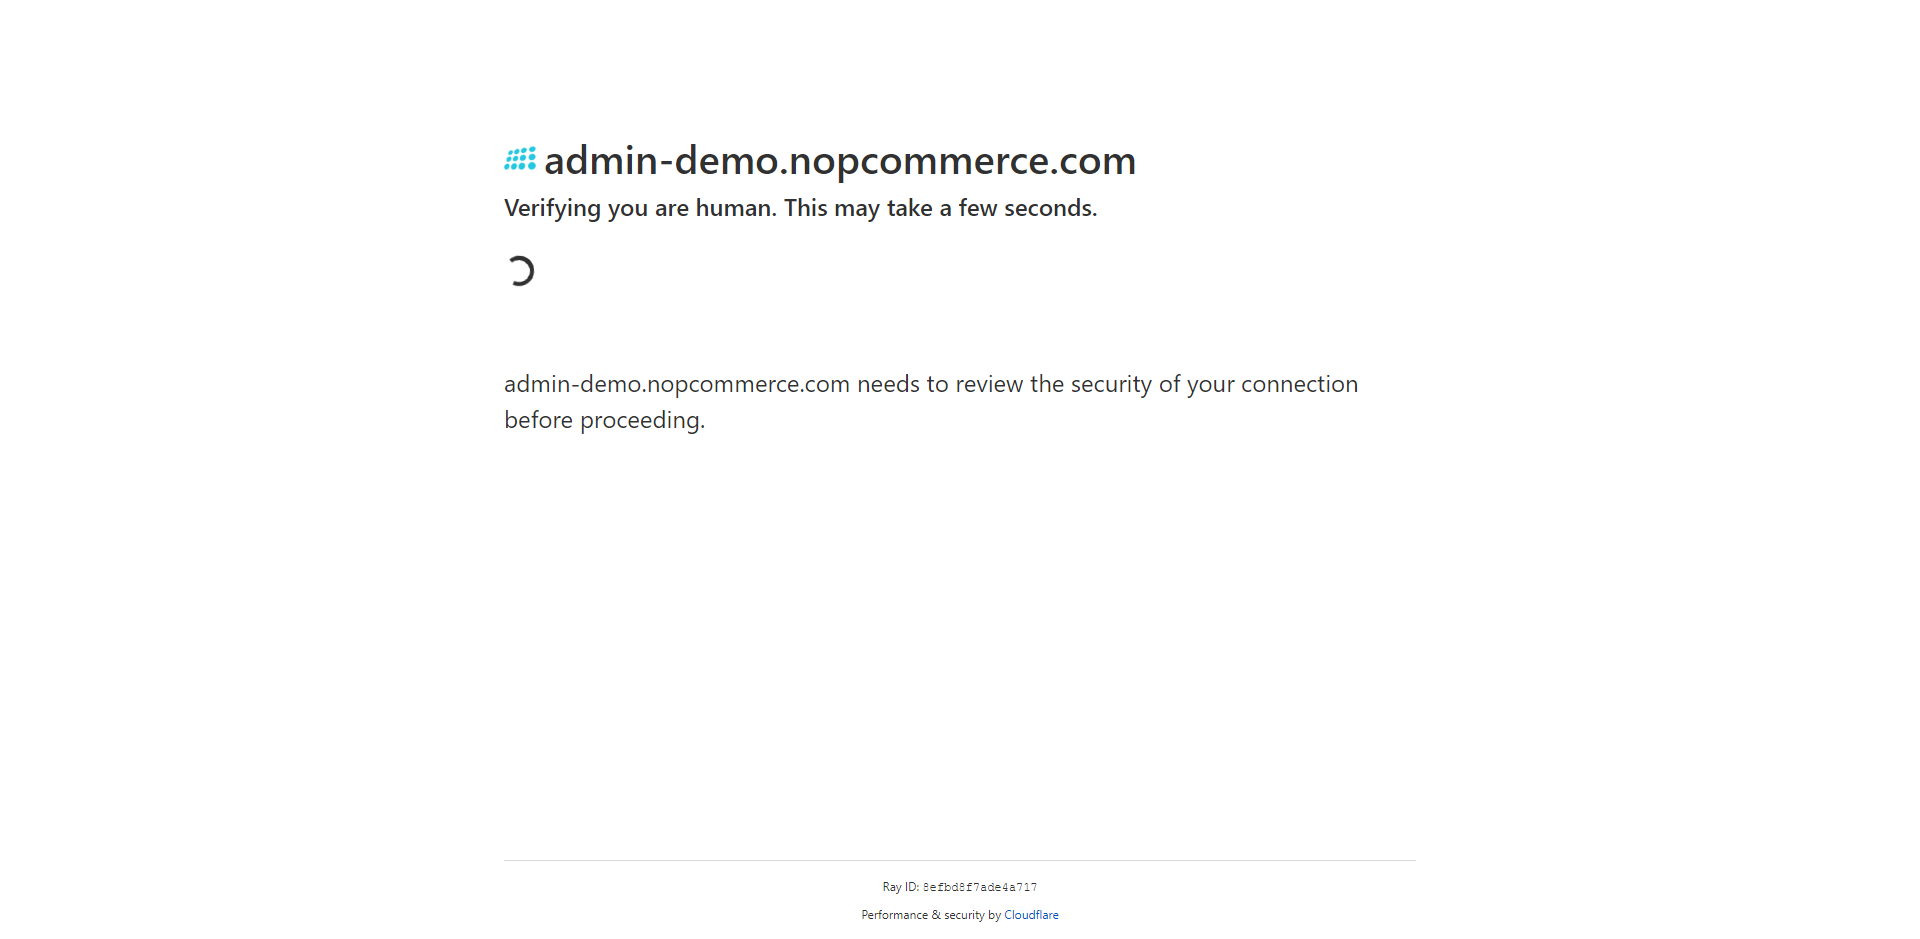 admin-demo.nopcommerce.com
Verifying you are human. This may take a few seconds.
admin-demo.nopcommerce.com needs to review the security of your connection
before proceeding.
Ray ID: 8efbd8f7ade4a717
Performance & security by Cloudflare